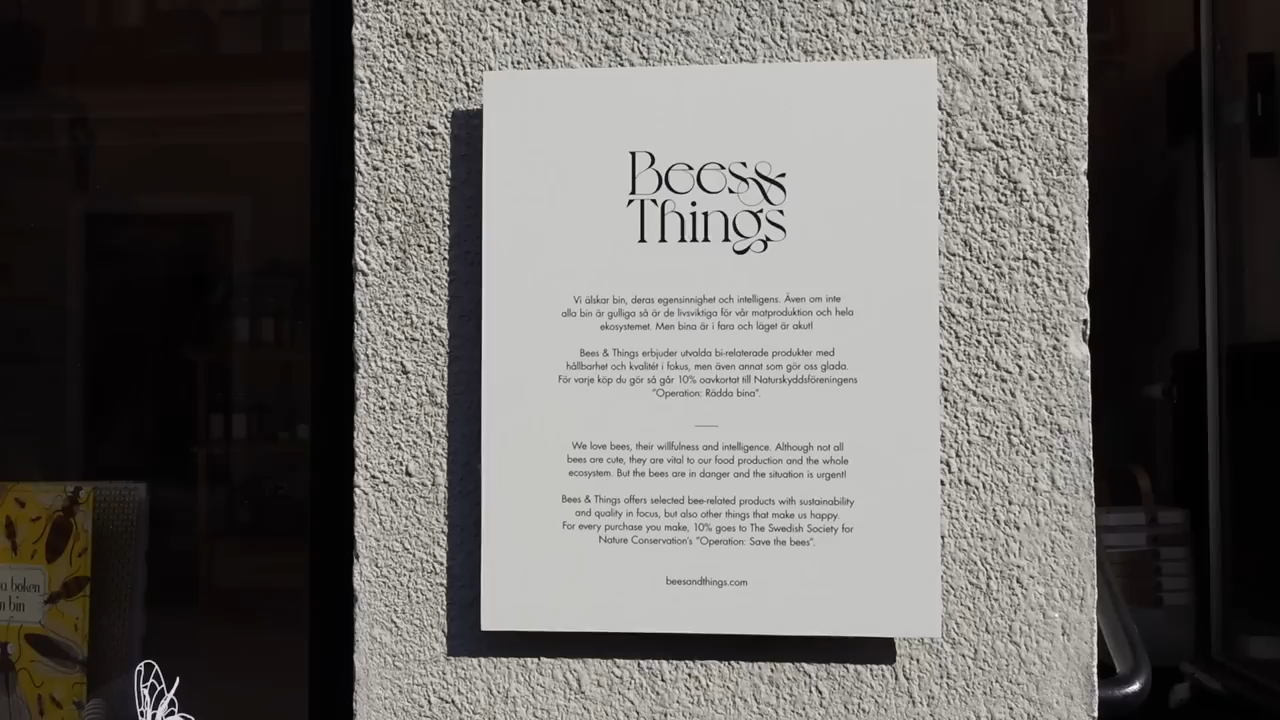 Bees&
Things
Vi älskar bin, deras egensinnighet och intelligens. Även om inte
alla bin är gulliga så är de livsviktiga för vår matproduktion och hela
ekosystemet. Men bina är i fara och läget är akut!
Bees & Things erbjuder utvalda bi-relaterade produkter med
hållbarhet och kvalitét i fokus, men även annat som gör oss glada.
För varje köp du gör så går 10% oavkortat till Naturskyddsföreningens
"Operation: Rädda bina".
We love bees, their willfulness and intelligence. Although not all
bees are cute, they are vital to our food production and the whole
ecosystem. But the bees are in danger and the situation is urgent!
Bees & Things offers selected bee-related products with sustainability
and quality in focus, but also other things that make us happy.
For every purchase you make, 10% goes to The Swedish Society for
Nature Conservation's "Operation: Save the bees".
beesandthings.com
boken
bin